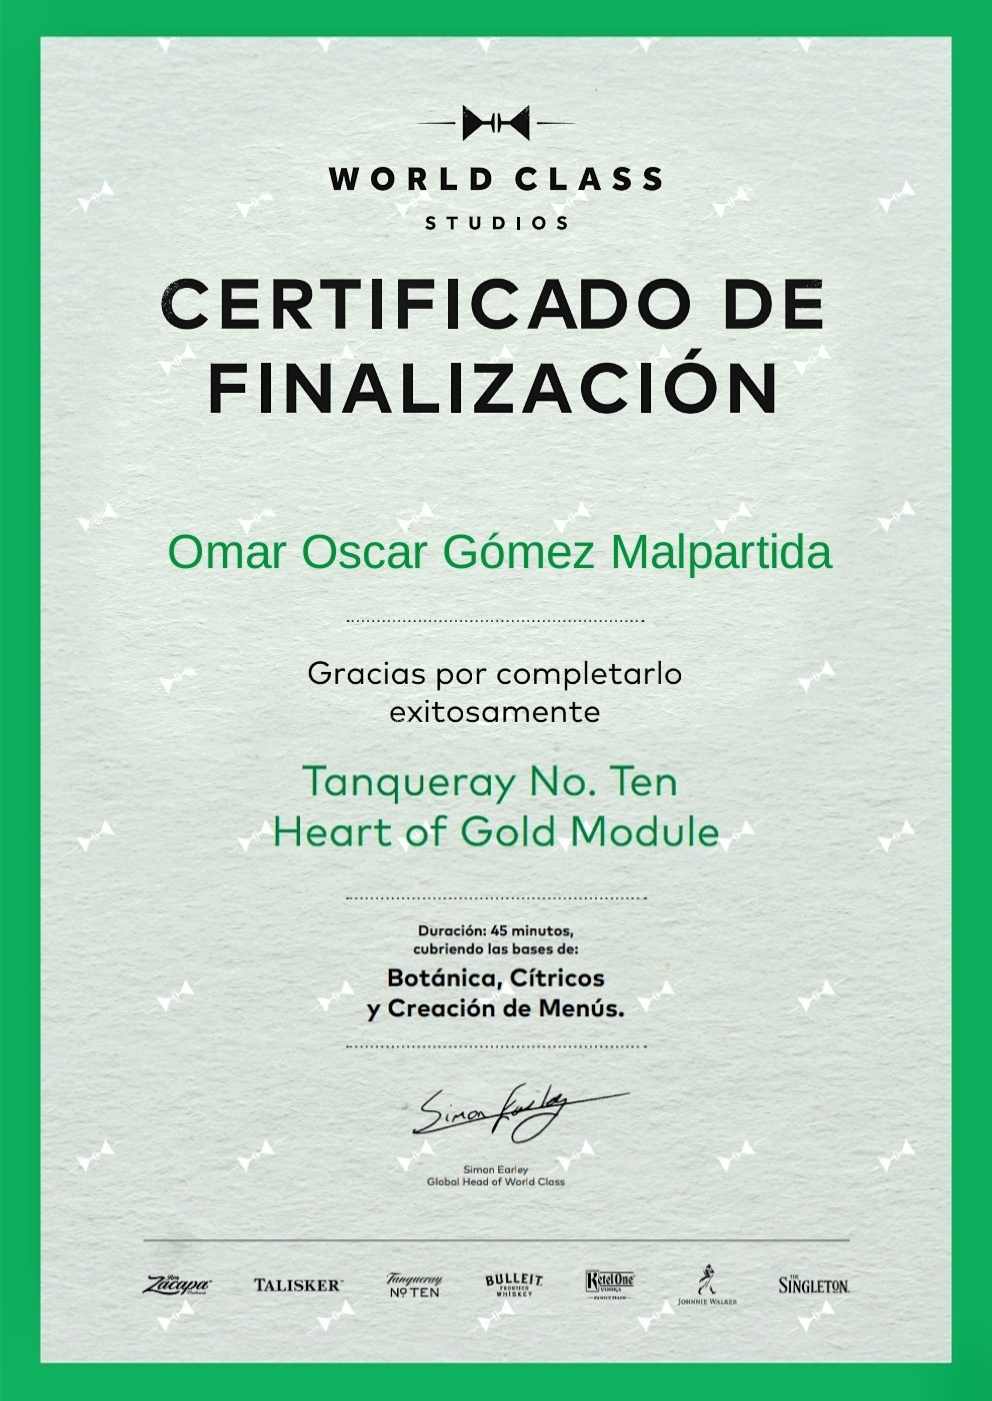 WORLD CLASS
STUDIOS
CERTIFICADO DE
FINALIZACIÓN
Omar Oscar Gómez Malpartida
Gracias por completarlo
exitosamente
Tanqueray No. Ten
Heart of Gold Module
Duración: 45 minutos,
cubriendo las bases de:
Botánica, Cítricos
y Creación de Menús.
Simon Earley
Simon Earley
Global Head of World Class
Ron Zacapa TALISKER Tanqueray Nº TEN BULLEIT FRONTIER WHISKEY Ketel One VODKA JOHNNIE WALKER THE SINGLETON